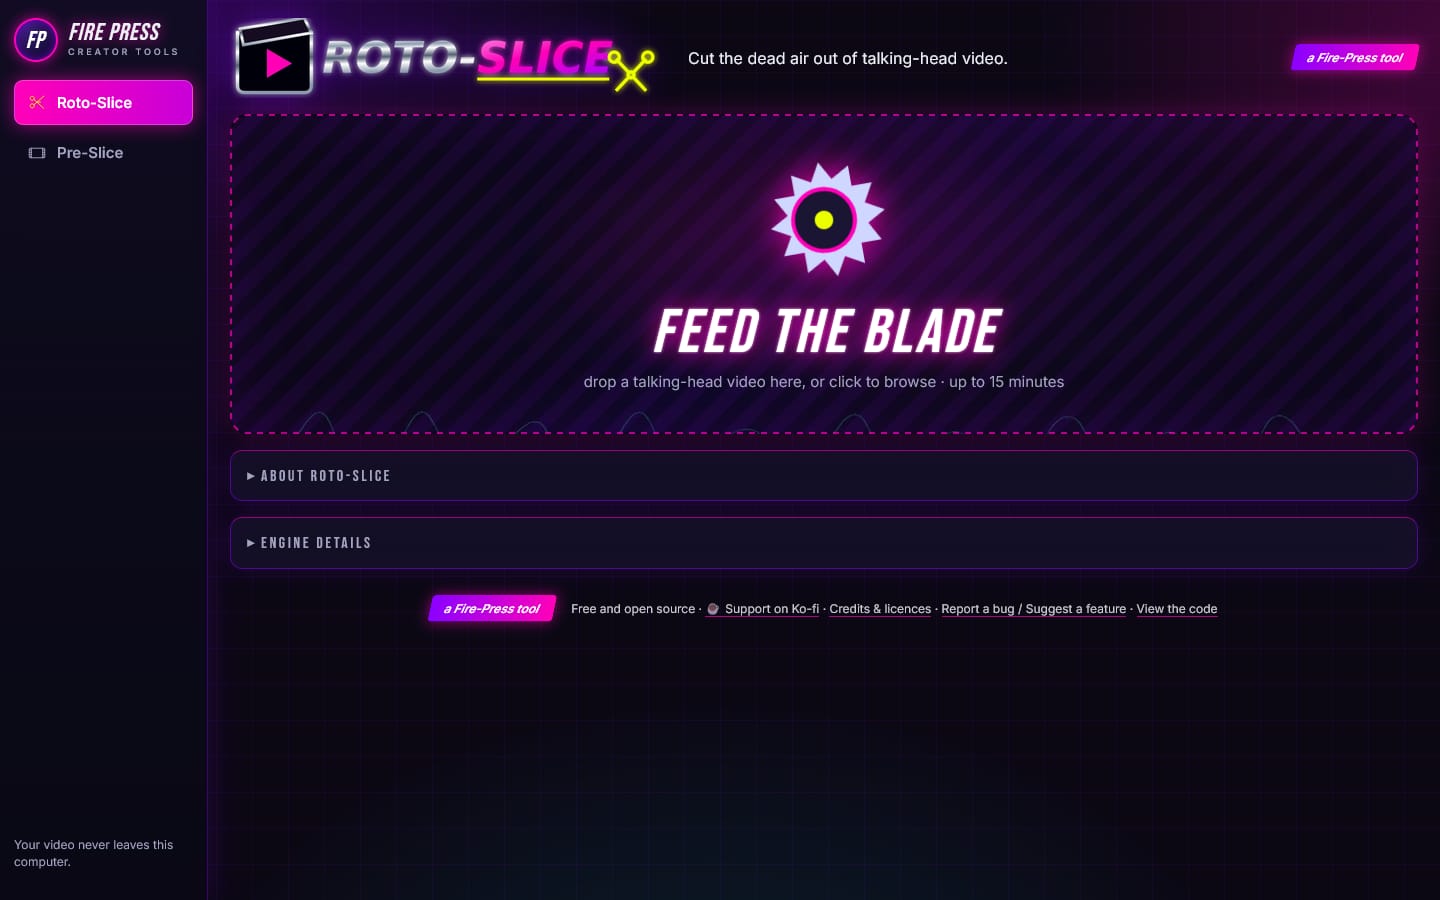 FP
FIRE PRESS
CREATOR TOOLS
Roto-Slice
Pre-Slice
Your video never leaves this
computer.
ROTO-SLICE
Cut the dead air out of talking-head video.
a Fire-Press tool
FEED THE BLADE
drop a talking-head video here, or click to browse · up to 15 minutes
▸ ABOUT ROTO-SLICE
▸ ENGINE DETAILS
a Fire-Press tool Free and open source · Support on Ko-fi · Credits & licences · Report a bug / Suggest a feature · View the code